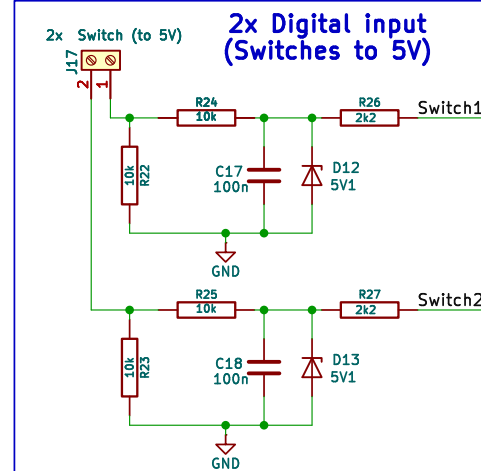 2x Digital input
(Switches to 5V)
2x Switch (to 5V)
J17
2
1
R24
10k
R26
2k2
Switch1
10k
R22
C17
100n
D12
5V1
GND
R25
10k
R27
2k2
Switch2
10k
R23
C18
100n
D13
5V1
GND